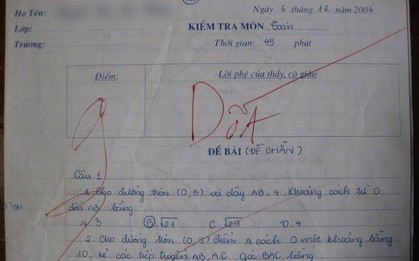 Họ Tên:
Ngày 6 tháng 12 năm 2004
Lớp:
KIỂM TRA MÔN Toán
Trường:
Thời gian: 45 phút
Điểm:
Lời phê của thầy, cô giáo
9
Dõ A
ĐỀ BÀI (ĐỀ CHẴN)
Câu 1
1. Cho đường tròn (O, 5) có dây AB = 4. Khoảng cách từ O
đến AB bằng
A. 3 B. √21 C. √29 D. 4
2. Cho đường tròn (O, 5) điểm A cách O một khoảng bằng
10, kẻ các tiếp tuyến AB, AC. góc BAC bằng